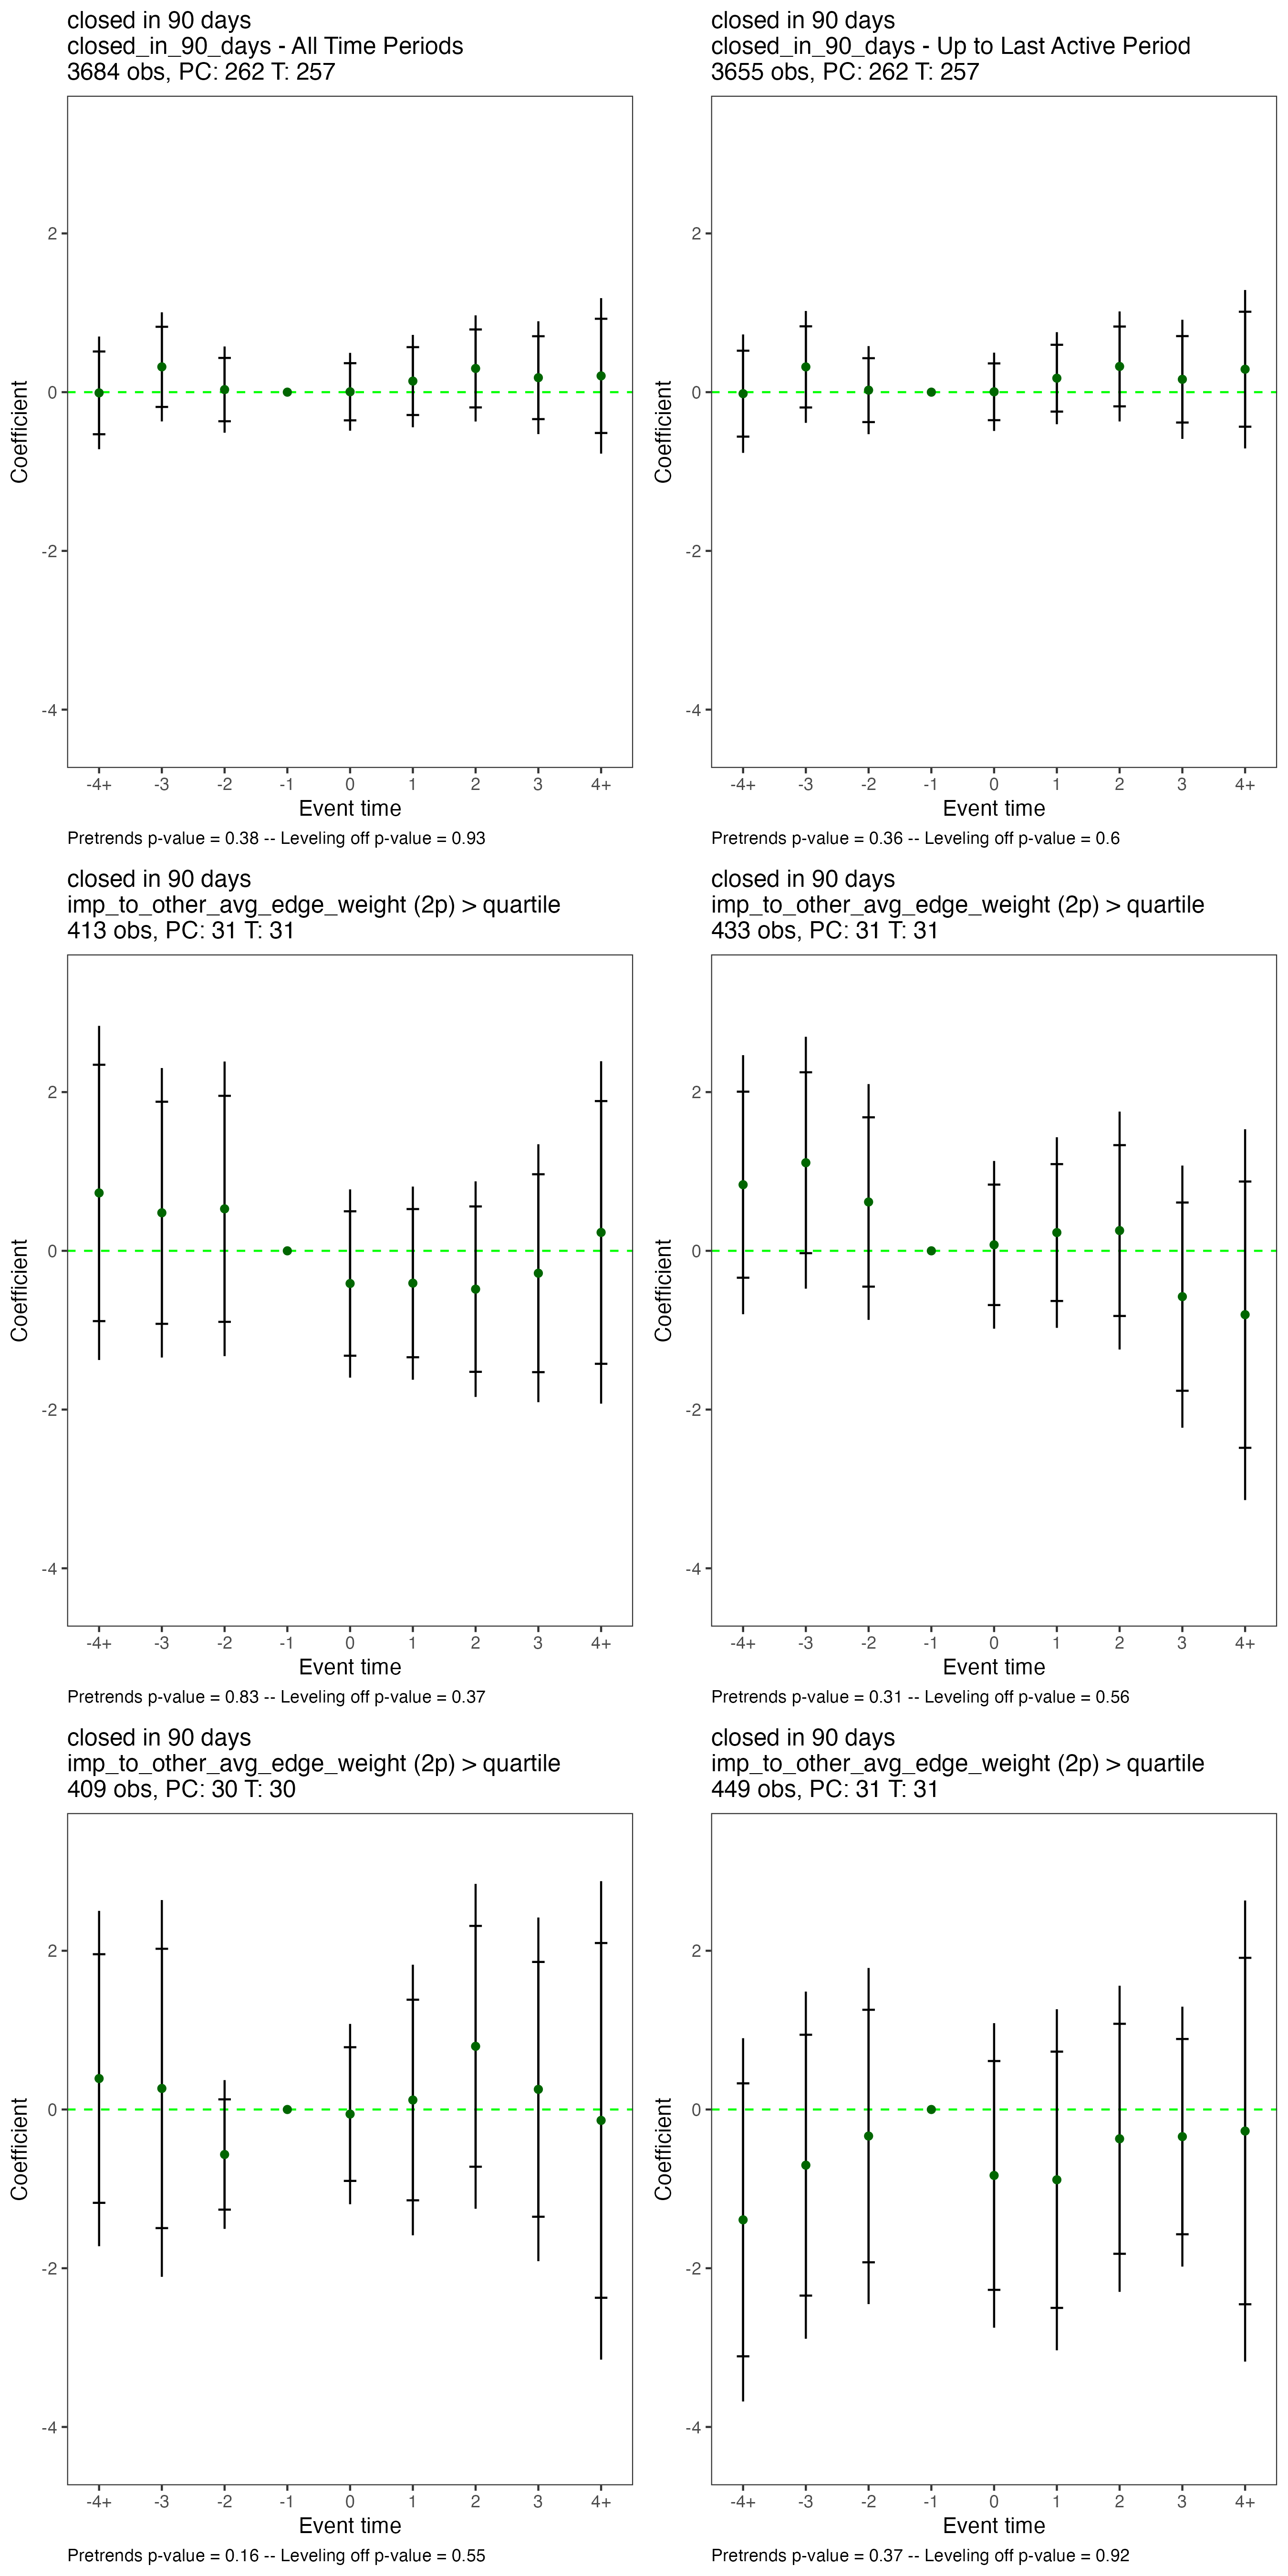 closed in 90 days
closed_in_90_days - All Time Periods
3684 obs, PC: 262 T: 257
2
0
-2
-4
Coefficient
-4+ -3 -2 -1 0 1 2 3 4+
Event time
Pretrends p-value = 0.38 -- Leveling off p-value = 0.93
closed in 90 days
closed_in_90_days - Up to Last Active Period
3655 obs, PC: 262 T: 257
2
0
-2
-4
Coefficient
-4+ -3 -2 -1 0 1 2 3 4+
Event time
Pretrends p-value = 0.36 -- Leveling off p-value = 0.6
closed in 90 days
imp_to_other_avg_edge_weight (2p) > quartile
413 obs, PC: 31 T: 31
2
0
-2
-4
Coefficient
-4+ -3 -2 -1 0 1 2 3 4+
Event time
Pretrends p-value = 0.83 -- Leveling off p-value = 0.37
closed in 90 days
imp_to_other_avg_edge_weight (2p) > quartile
433 obs, PC: 31 T: 31
2
0
-2
-4
Coefficient
-4+ -3 -2 -1 0 1 2 3 4+
Event time
Pretrends p-value = 0.31 -- Leveling off p-value = 0.56
closed in 90 days
imp_to_other_avg_edge_weight (2p) > quartile
409 obs, PC: 30 T: 30
2
0
-2
-4
Coefficient
-4+ -3 -2 -1 0 1 2 3 4+
Event time
Pretrends p-value = 0.16 -- Leveling off p-value = 0.55
closed in 90 days
imp_to_other_avg_edge_weight (2p) > quartile
449 obs, PC: 31 T: 31
2
0
-2
-4
Coefficient
-4+ -3 -2 -1 0 1 2 3 4+
Event time
Pretrends p-value = 0.37 -- Leveling off p-value = 0.92